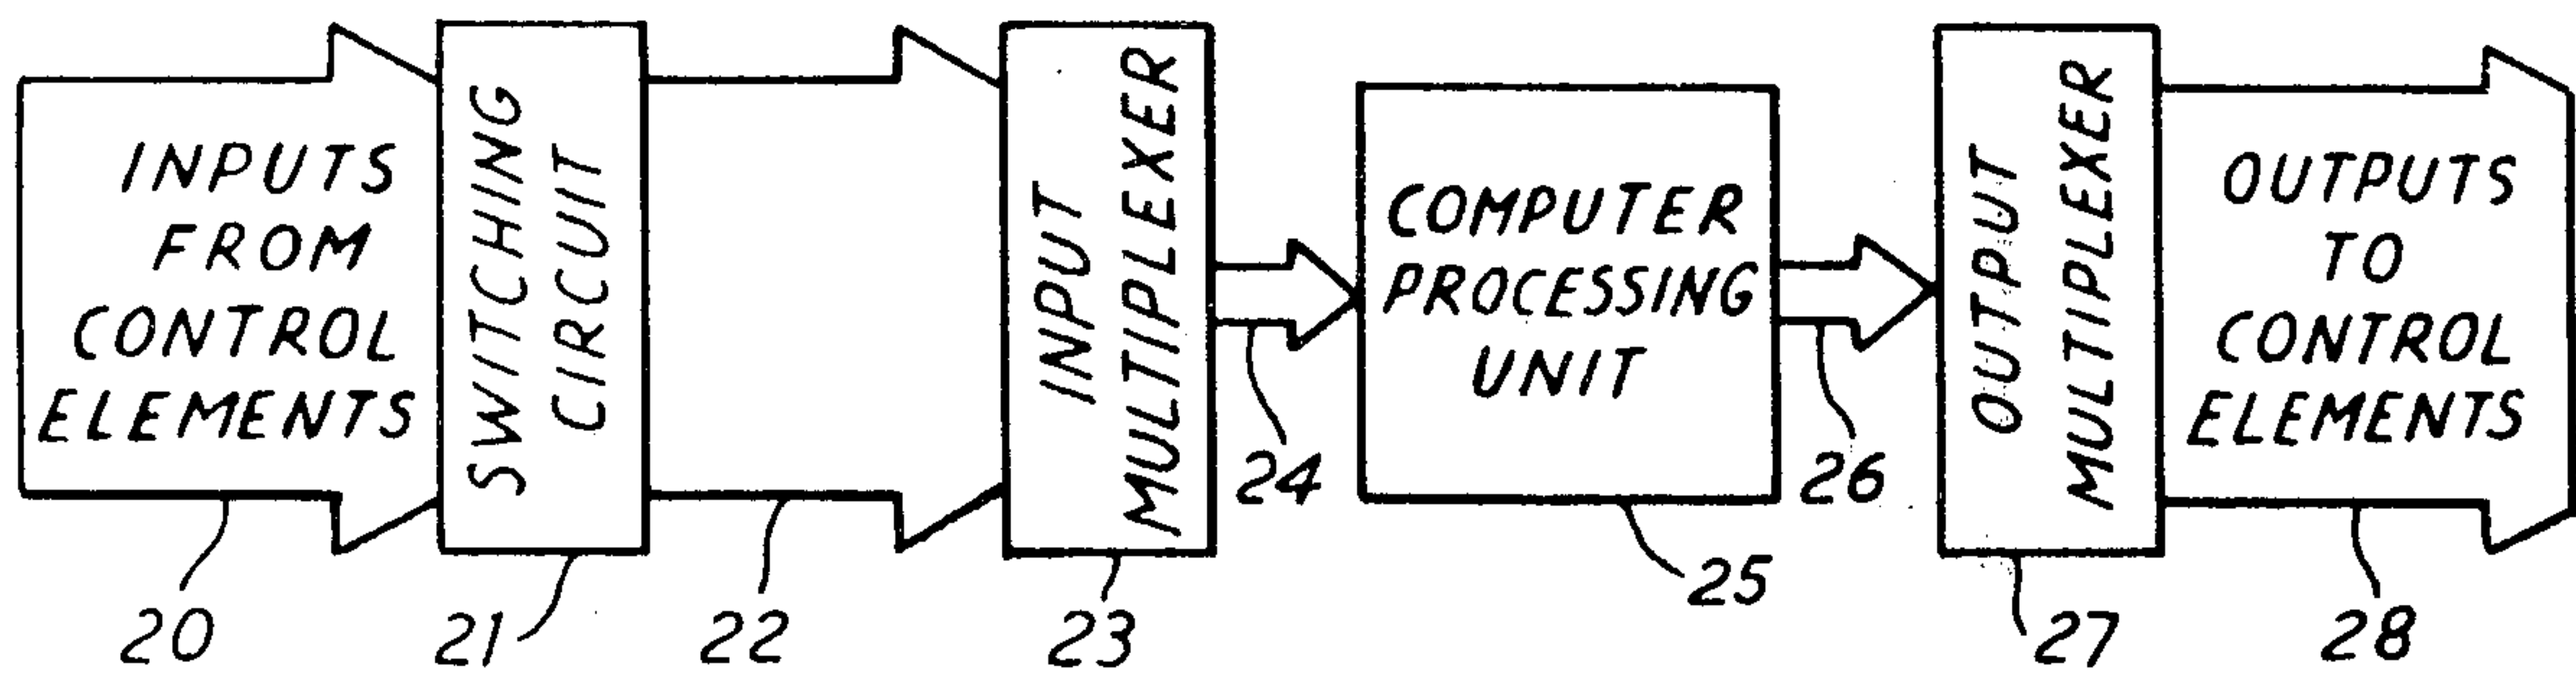 INPUTS
FROM
CONTROL
ELEMENTS
SWITCHING
CIRCUIT
INPUT
MULTIPLEXER
COMPUTER
PROCESSING
UNIT
OUTPUT
MULTIPLEXER
OUTPUTS
TO
CONTROL
ELEMENTS
20
21
22
23
24
25
26
27
28